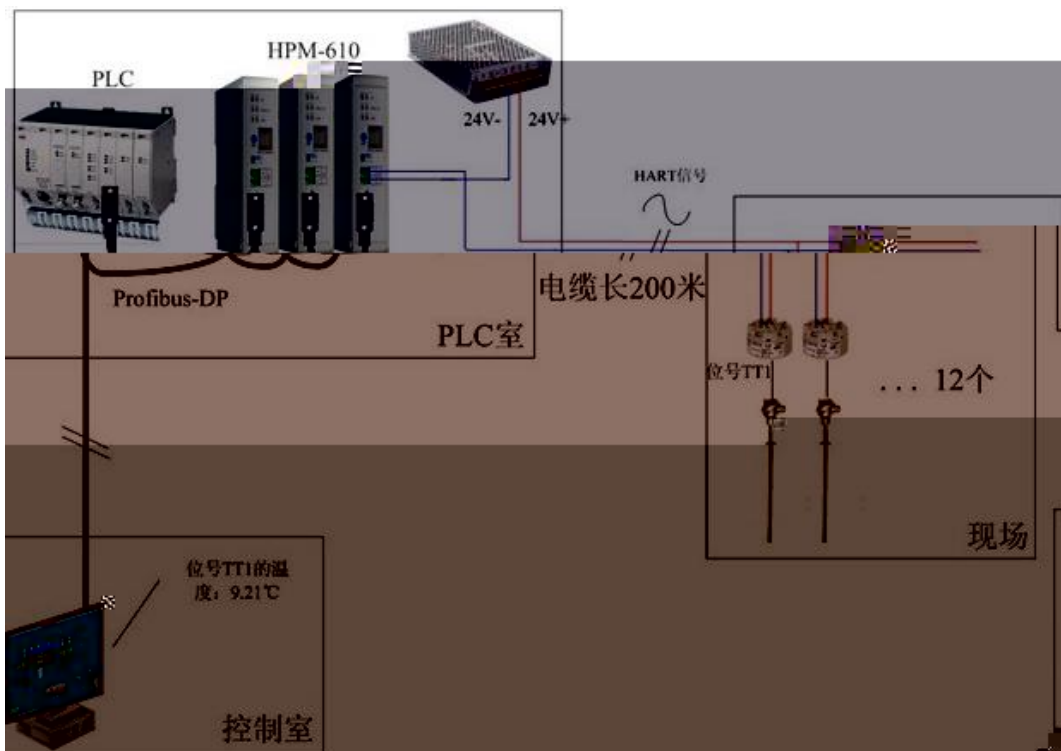 HPM-610
PLC
24V-
24V+
HART信号
Profibus-DP
电缆长200米
PLC室
位号TT1
... 12个
现场
位号TT1的温
度：9.21℃
控制室